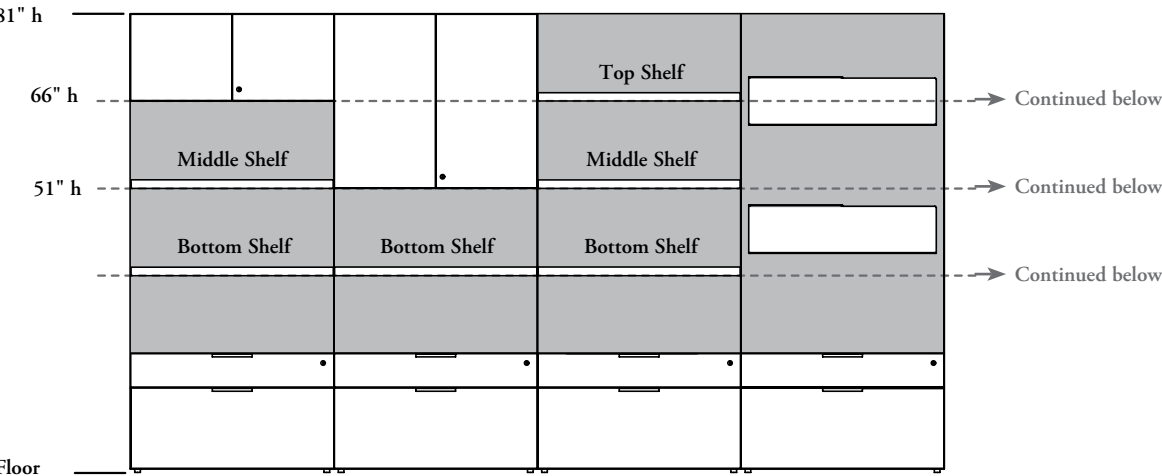 81" h
Top Shelf
66" h
Continued below
Middle Shelf
Middle Shelf
51" h
Continued below
Bottom Shelf
Bottom Shelf
Bottom Shelf
Continued below
Floor